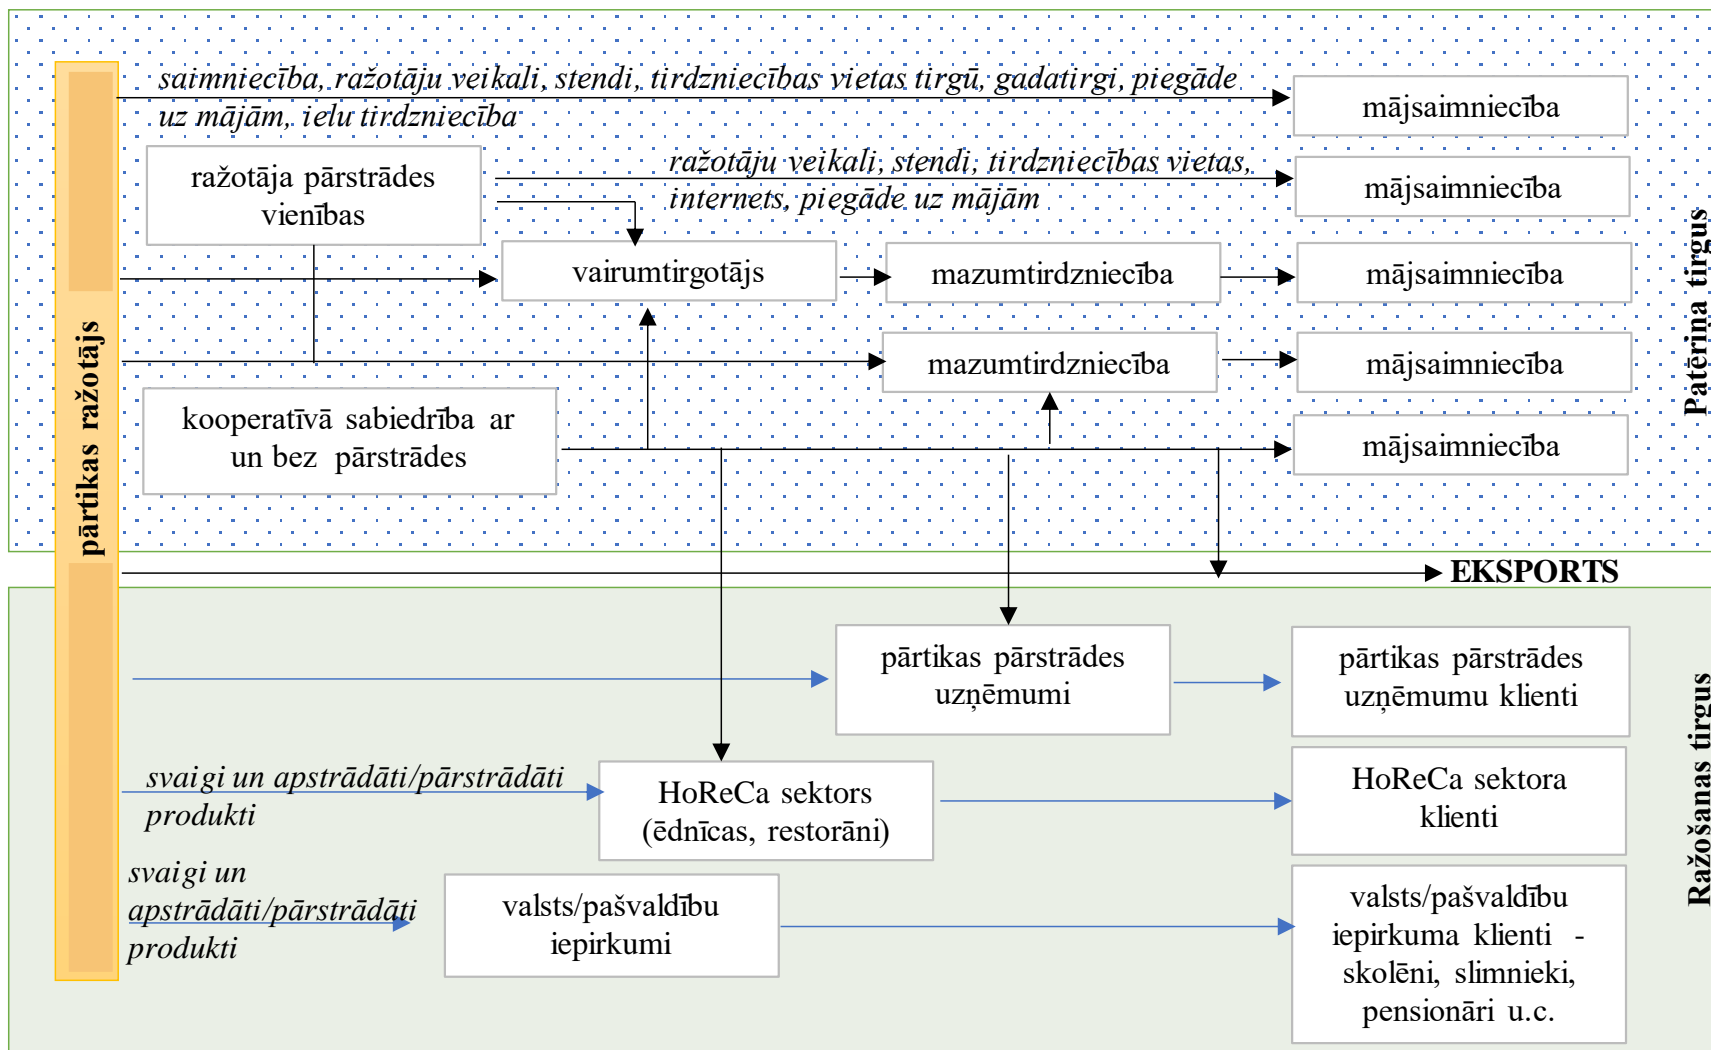 pārtikas ražotājs
saimniecība, ražotāju veikali, stendi, tirdzniecības vietas tirgū, gadatirgi, piegāde
uz mājām, ielu tirdzniecība
mājsaimniecība
ražotāja pārstrādes
vienības
ražotāju veikali, stendi, tirdzniecības vietas,
internets, piegāde uz mājām
mājsaimniecība
vairumtirgotājs
mazumtirdzniecība
mājsaimniecība
mazumtirdzniecība
mājsaimniecība
kooperatīvā sabiedrība ar
un bez pārstrādes
mājsaimniecība
Patēriņa tirgus
EKSPORTS
pārtikas pārstrādes
uzņēmumi
pārtikas pārstrādes
uzņēmumu klienti
svaigi un apstrādāti/pārstrādāti
produkti
HoReCa sektors
(ēdnīcas, restorāni)
HoReCa sektora
klienti
svaigi un
apstrādāti/pārstrādāti
produkti
valsts/pašvaldību
iepirkumi
valsts/pašvaldību
iepirkuma klienti -
skolēni, slimnieki,
pensionāri u.c.
Ražošanas tirgus